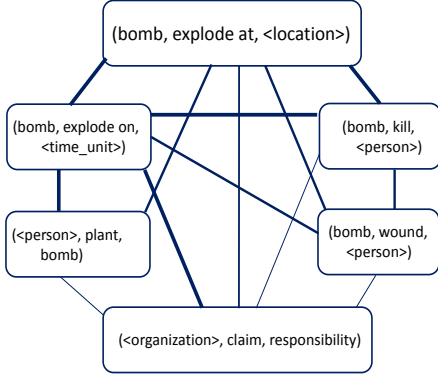 (bomb, explode at, <location>)
(bomb, explode on,
<time_unit>)
(bomb, kill,
<person>)
(<person>, plant,
bomb)
(bomb, wound,
<person>)
(<organization>, claim, responsibility)